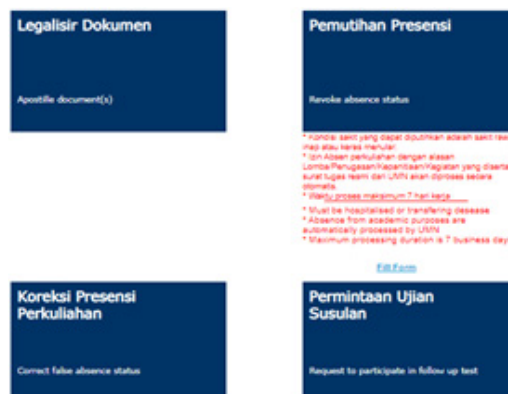 Legalisir Dokumen
Apostille document(s)
Pemutihan Presensi
Revoke absence status
* Kondisi sakit yang dapat diputihkan adalah sakit rawat
inap atau keras menular.
* Izin Absen perkuliahan dengan alasan
Lomba/Penugasan/Kepanitiaan/Kegiatan yang diserta
surat tugas resmi dari UMN akan diproses secara
otomatis.
* Waktu proses maksimum 7 hari kerja.
* Must be hospitalised or transfering desease
* Absence from academic purposes are
automatically processed by UMN
* Maximum processing duration is 7 business day
Fill Form
Koreksi Presensi
Perkuliahan
Correct false absence status
Permintaan Ujian
Susulan
Request to participate in follow up test